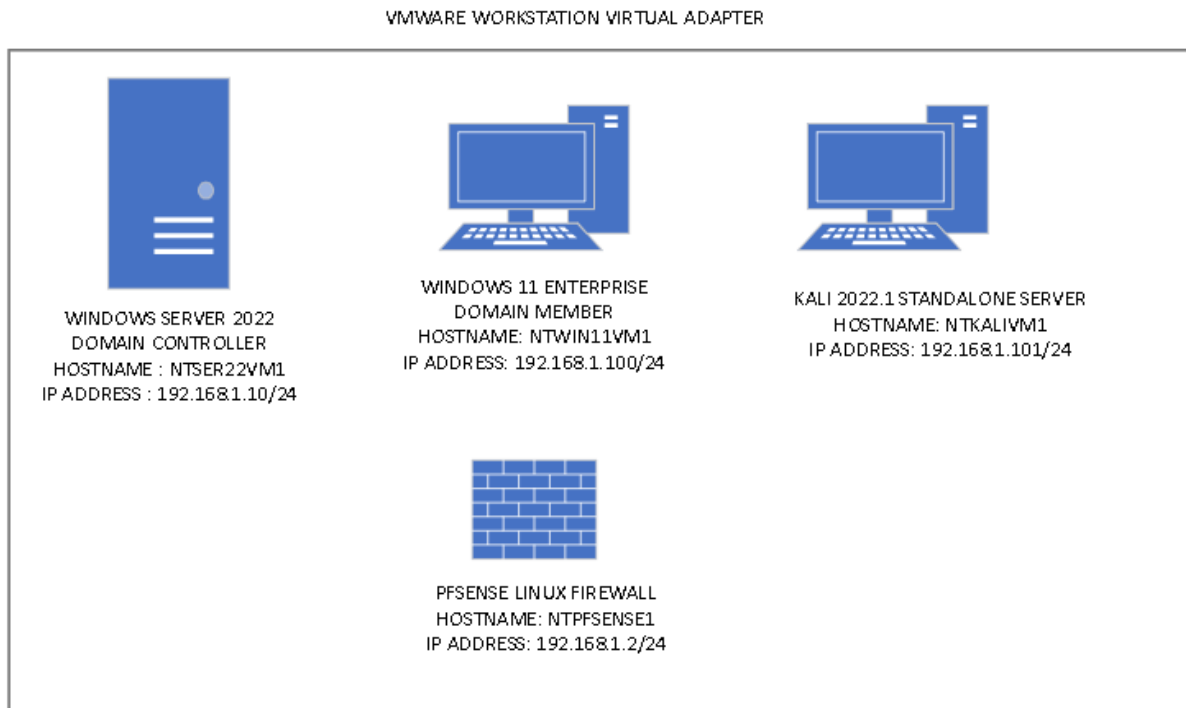 VMWARE WORKSTATION VIRTUAL ADAPTER
WINDOWS SERVER 2022
DOMAIN CONTROLLER
HOSTNAME : NTSER22VM1
IP ADDRESS : 192.168.1.10/24
WINDOWS 11 ENTERPRISE
DOMAIN MEMBER
HOSTNAME: NTWIN11VM1
IP ADDRESS: 192.168.1.100/24
KALI 2022.1 STANDALONE SERVER
HOSTNAME: NTKALIVM1
IP ADDRESS: 192.168.1.101/24
PFSENSE LINUX FIREWALL
HOSTNAME: NTPFSENSE1
IP ADDRESS: 192.168.1.2/24